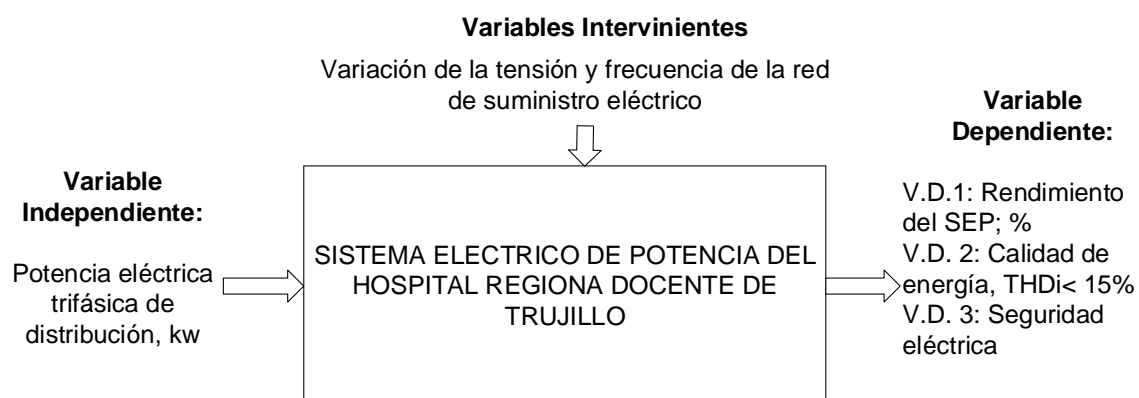 Variables Intervinientes
Variación de la tensión y frecuencia de la red
de suministro eléctrico
Variable
Independiente:
Potencia eléctrica
trifásica de
distribución, kw
SISTEMA ELECTRICO DE POTENCIA DEL
HOSPITAL REGIONA DOCENTE DE
TRUJILLO
Variable
Dependiente:
V.D.1: Rendimiento
del SEP; %
V.D. 2: Calidad de
energía, THDi< 15%
V.D. 3: Seguridad
eléctrica